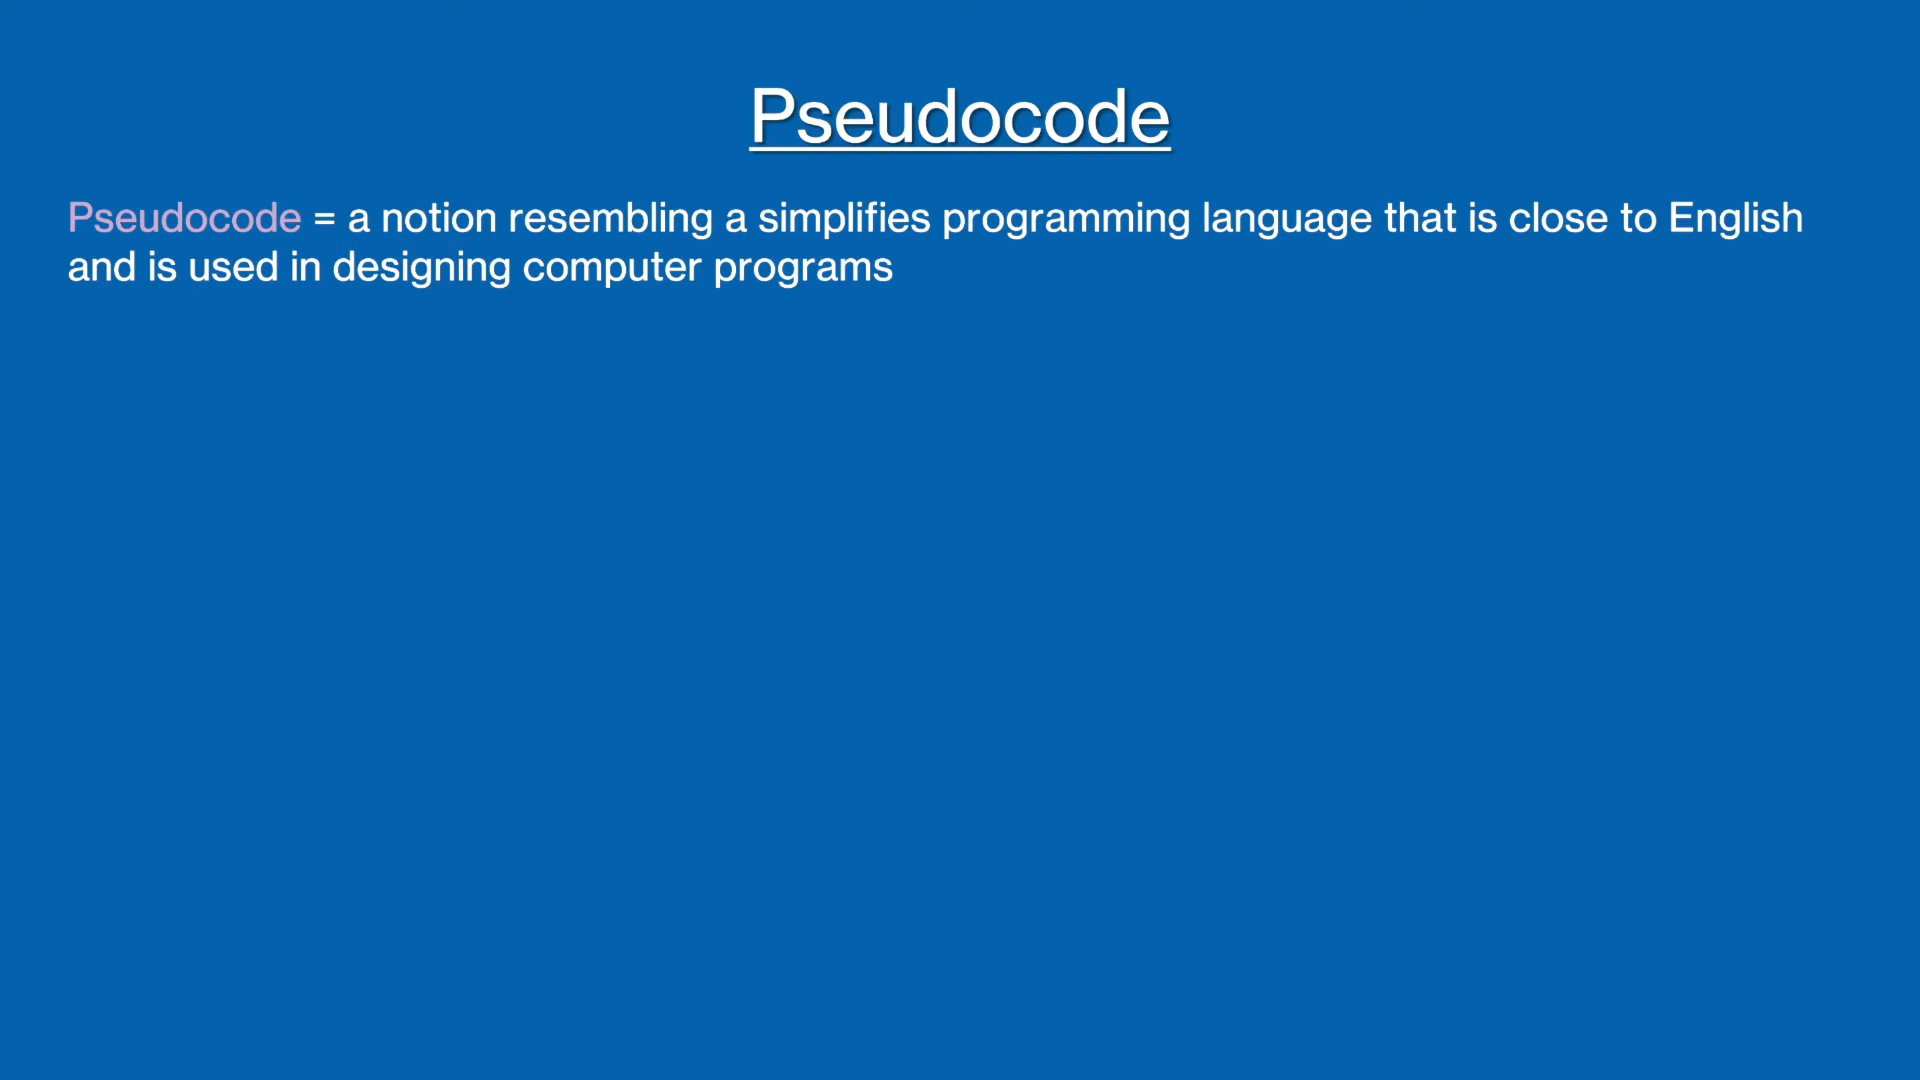 Pseudocode
Pseudocode = a notion resembling a simplifies programming language that is close to English
and is used in designing computer programs